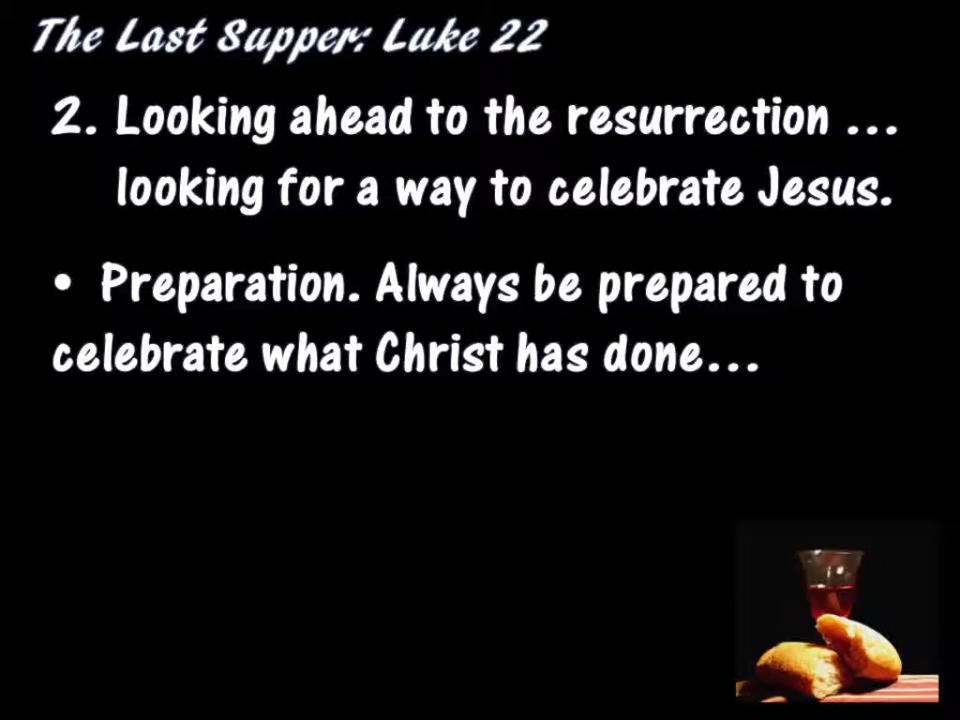 The Last Supper: Luke 22
2. Looking ahead to the resurrection ...
looking for a way to celebrate Jesus.
• Preparation. Always be prepared to
celebrate what Christ has done...